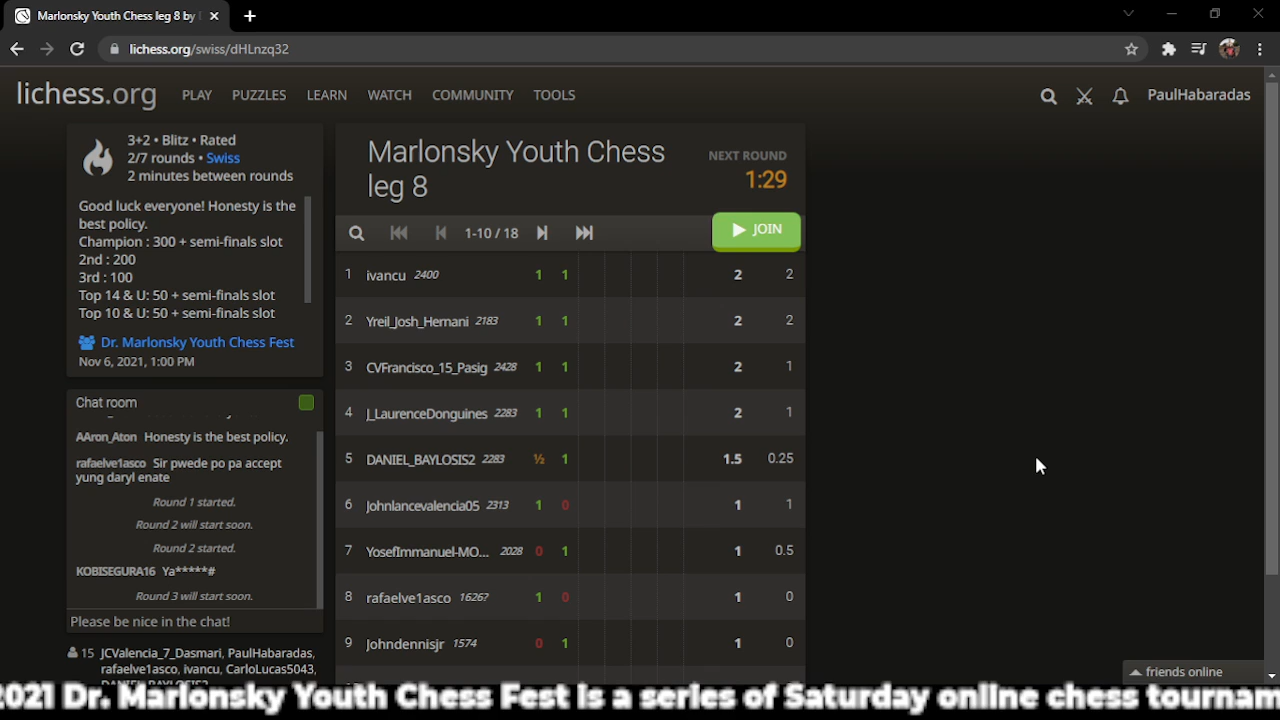 Marlonsky Youth Chess leg 8 by
lichess.org/swiss/dHLnzq32
lichess.org PLAY PUZZLES LEARN WATCH COMMUNITY TOOLS PaulHabaradas
3+2 • Blitz • Rated
2/7 rounds • Swiss
2 minutes between rounds
Good luck everyone! Honesty is the
best policy.
Champion : 300 + semi-finals slot
2nd : 200
3rd : 100
Top 14 & U: 50 + semi-finals slot
Top 10 & U: 50 + semi-finals slot
Dr. Marlonsky Youth Chess Fest
Nov 6, 2021, 1:00 PM
Chat room
AAron_Aton Honesty is the best policy.
rafaelve1asco Sir pwede po pa accept
yung daryl enate
Round 1 started.
Round 2 will start soon.
Round 2 started.
KOBISEGURA16 Ya*****#
Round 3 will start soon.
Please be nice in the chat!
15 JCValencia_7_Dasmari, PaulHabaradas,
rafaelve1asco, ivancu, CarloLucas5043,
DANIEL_BAYLOSIS2
Marlonsky Youth Chess
leg 8
NEXT ROUND
1:29
1-10 / 18
JOIN
1 ivancu 2400 1 1 2 2
2 Yreil_Josh_Hernani 2183 1 1 2 2
3 CVFrancisco_15_Pasig 2428 1 1 2 1
4 J_LaurenceDonguines 2283 1 1 2 1
5 DANIEL_BAYLOSIS2 2283 ½ 1 1.5 0.25
6 Johnlancevalencia05 2313 1 0 1 1
7 YosefImmanuel-MO... 2028 0 1 1 0.5
8 rafaelve1asco 1626? 1 0 1 0
9 Johndennisjr 1574 0 1 1 0
friends online
2021 Dr. Marlonsky Youth Chess Fest is a series of Saturday online chess tournam